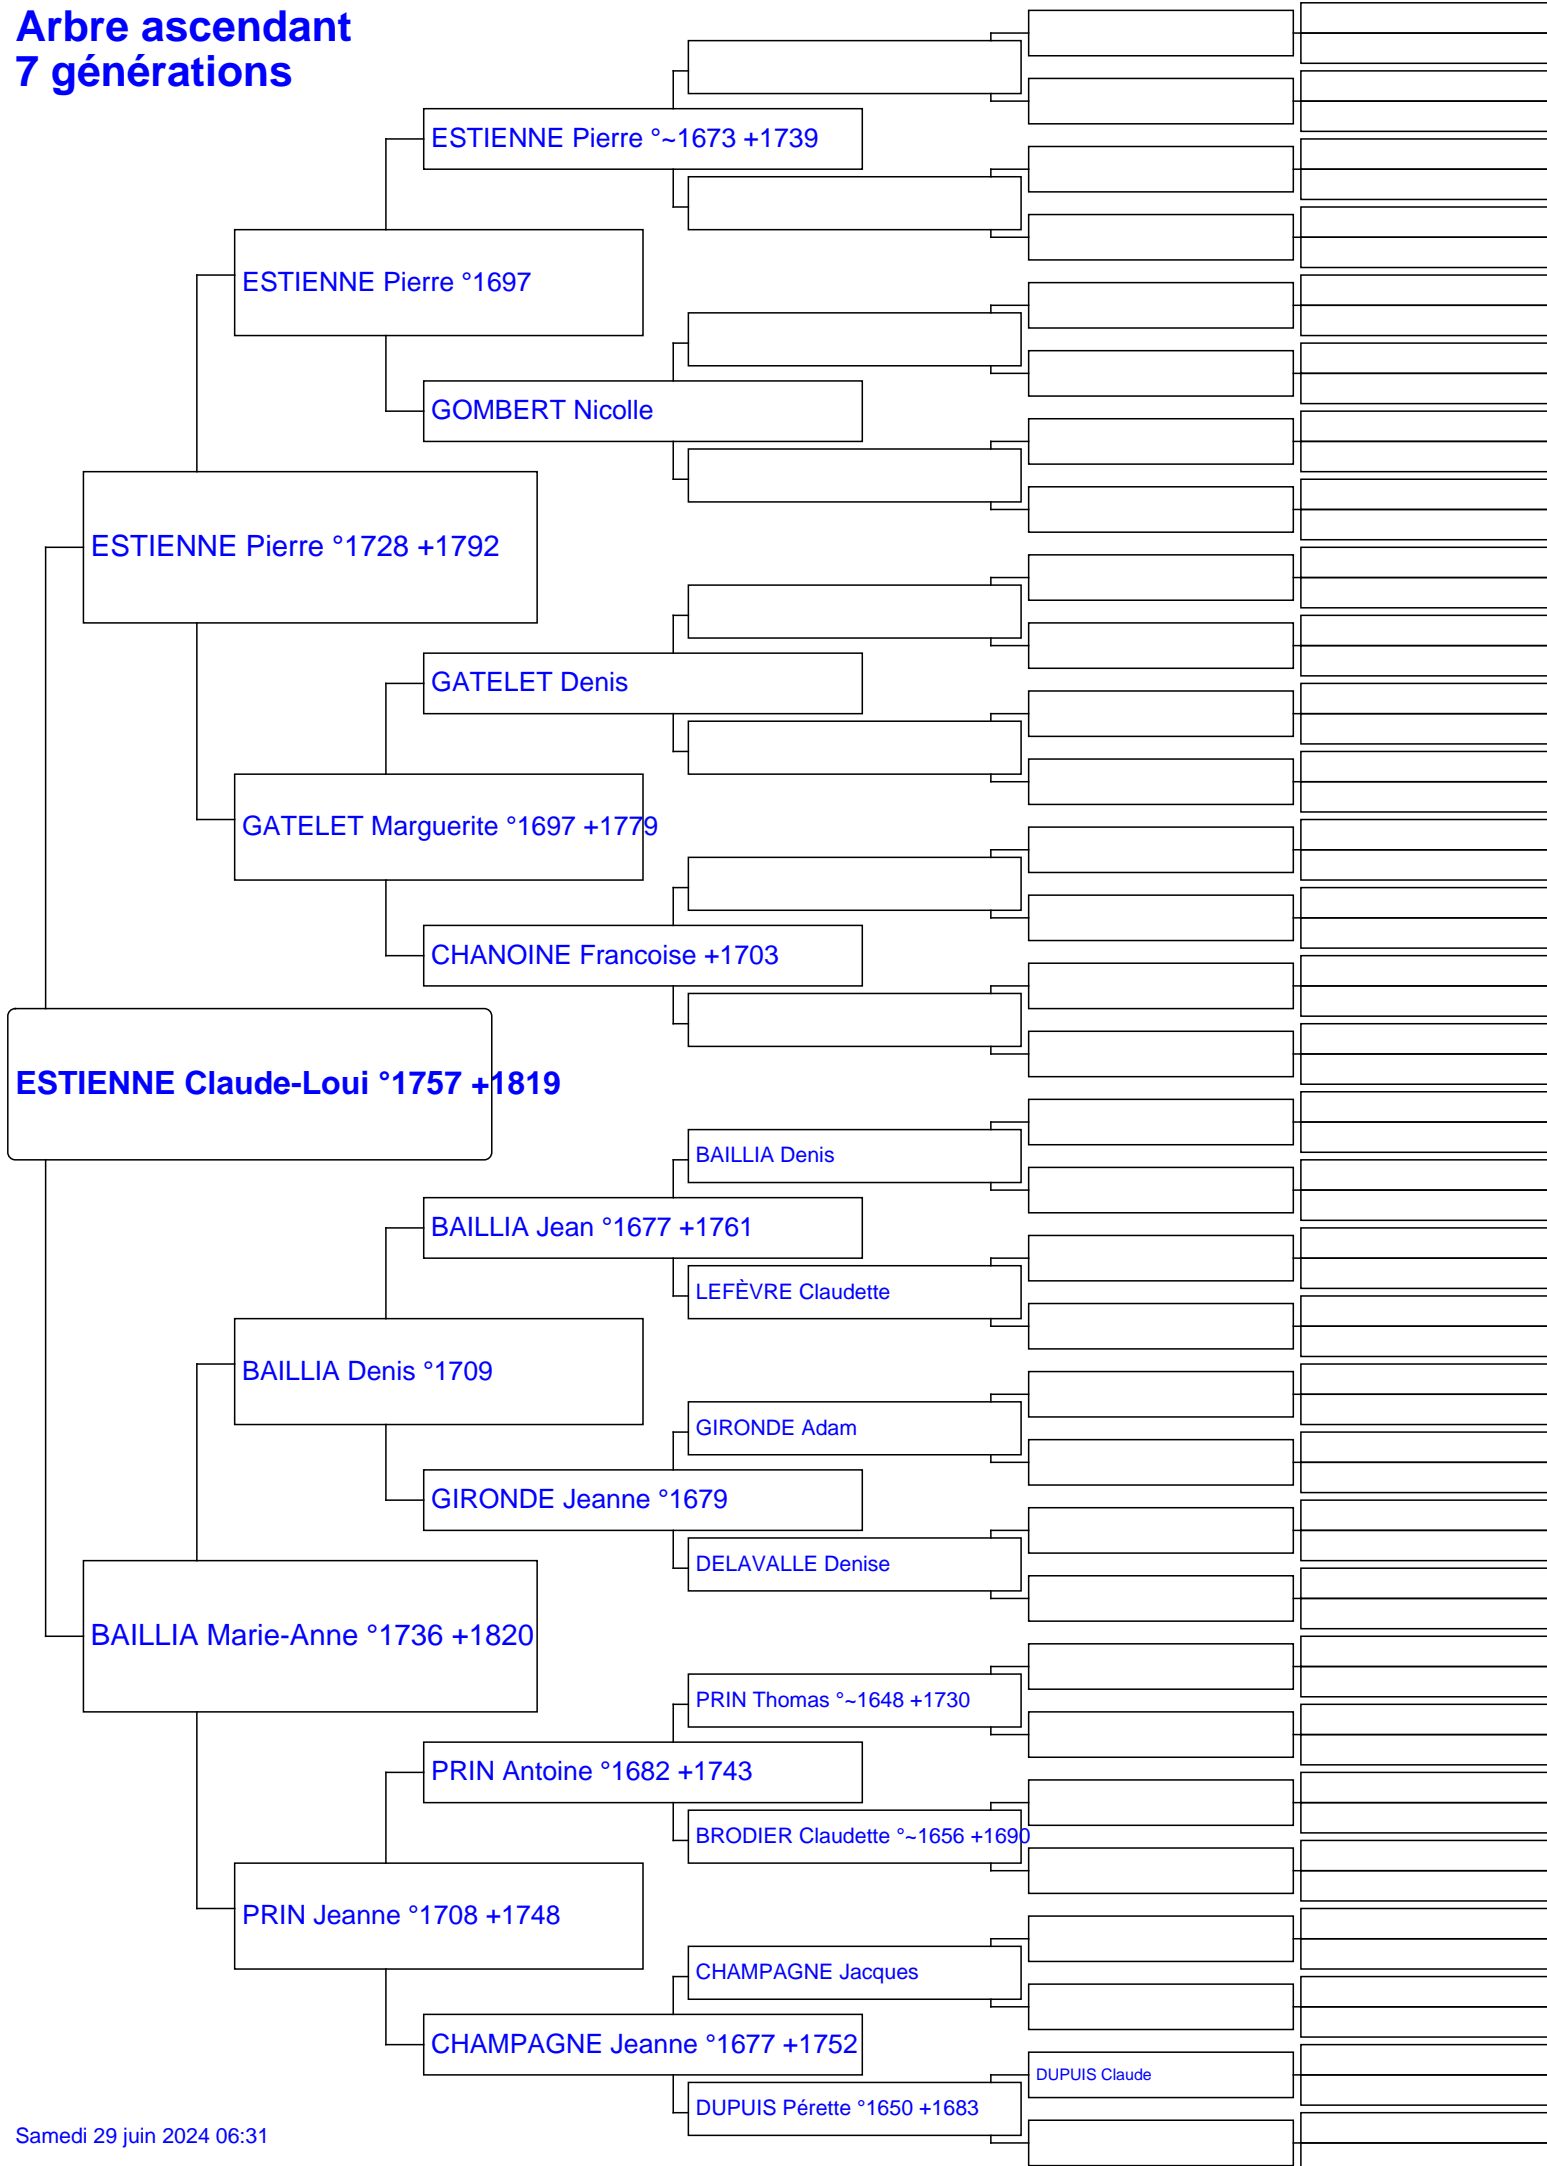 Arbre ascendant
7 générations
ESTIENNE Pierre °~1673 +1739
ESTIENNE Pierre °1697
GOMBERT Nicolle
ESTIENNE Pierre °1728 +1792
GATELET Denis
GATELET Marguerite °1697 +1779
CHANOINE Francoise +1703
ESTIENNE Claude-Loui °1757 +1819
BAILLIA Denis
BAILLIA Jean °1677 +1761
LEFÈVRE Claudette
BAILLIA Denis °1709
GIRONDE Adam
GIRONDE Jeanne °1679
DELAVALLE Denise
BAILLIA Marie-Anne °1736 +1820
PRIN Thomas °~1648 +1730
PRIN Antoine °1682 +1743
BRODIER Claudette °~1656 +1690
PRIN Jeanne °1708 +1748
CHAMPAGNE Jacques
CHAMPAGNE Jeanne °1677 +1752
DUPUIS Claude
DUPUIS Pérette °1650 +1683
Samedi 29 juin 2024 06:31